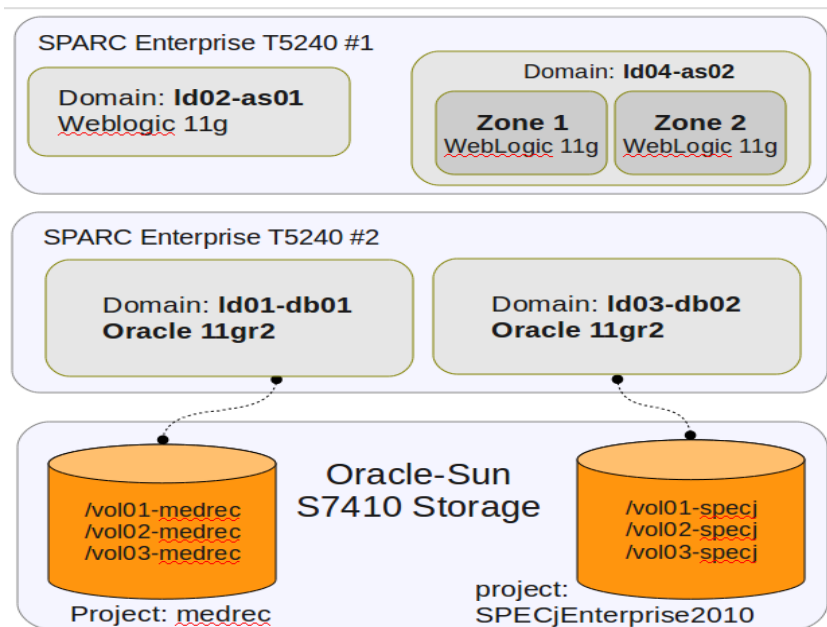 SPARC Enterprise T5240 #1
Domain: ld02-as01
Weblogic 11g
Domain: ld04-as02
Zone 1
WebLogic 11g
Zone 2
WebLogic 11g
SPARC Enterprise T5240 #2
Domain: ld01-db01
Oracle 11gr2
Domain: ld03-db02
Oracle 11gr2
/vol01-medrec
/vol02-medrec
/vol03-medrec
Project: medrec
Oracle-Sun
S7410 Storage
/vol01-specj
/vol02-specj
/vol03-specj
project:
SPECjEnterprise2010